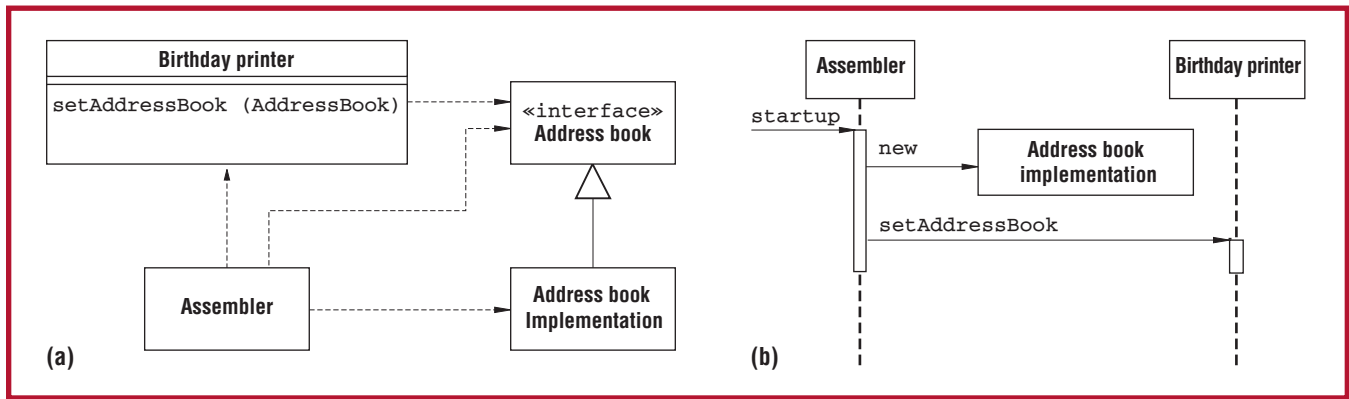 Birthday printer
setAddressBook (AddressBook)
«interface»
Address book
Assembler
Address book
Implementation
(a)
Assembler
Birthday printer
startup
new
Address book
implementation
setAddressBook
(b)